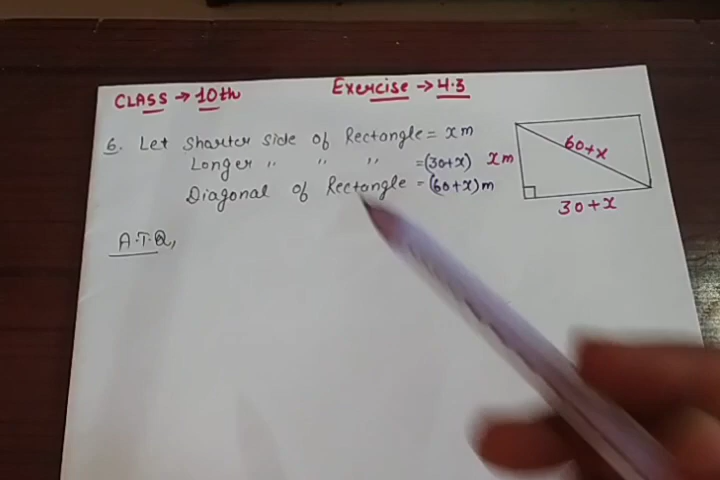 CLASS → 10th Exercise → 4.3
6. Let Shorter Side of Rectangle = x m
Longer " " " = (30+x)
Diagonal of Rectangle = (60+x)m
A.T.Q,
60+x
x m
30+x